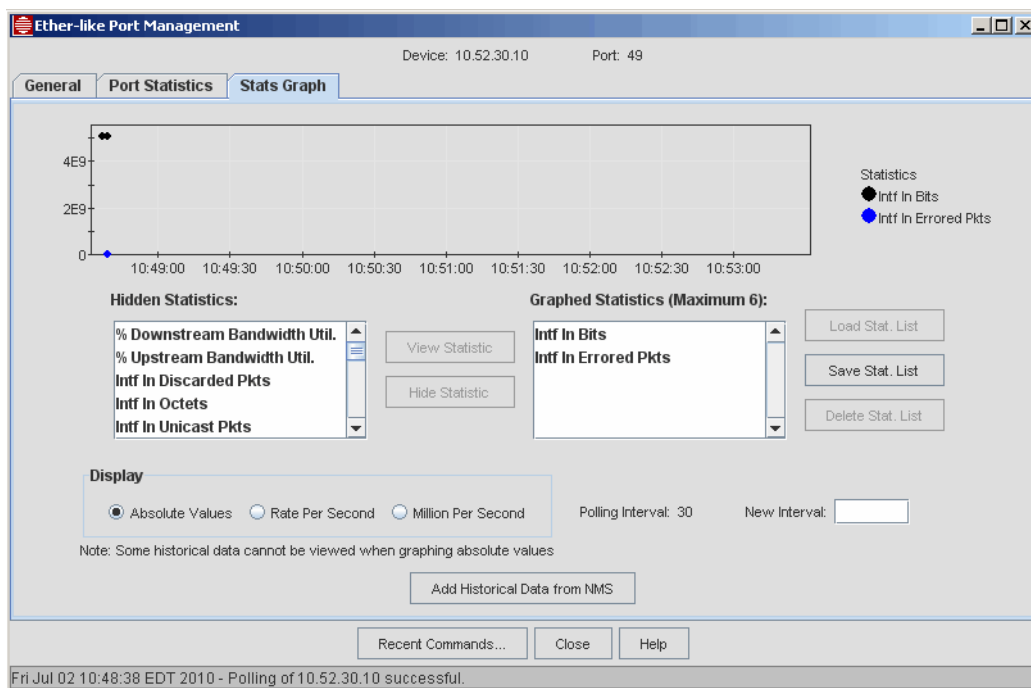 Ether-like Port Management
Device: 10.52.30.10 Port: 49
General Port Statistics Stats Graph
4E9
2E9
0
10:49:00 10:49:30 10:50:00 10:50:30 10:51:00 10:51:30 10:52:00 10:52:30 10:53:00
Statistics
Intf In Bits
Intf In Errored Pkts
Hidden Statistics:
% Downstream Bandwidth Util.
% Upstream Bandwidth Util.
Intf In Discarded Pkts
Intf In Octets
Intf In Unicast Pkts
View Statistic
Hide Statistic
Graphed Statistics (Maximum 6):
Intf In Bits
Intf In Errored Pkts
Load Stat. List
Save Stat. List
Delete Stat. List
Display
Absolute Values Rate Per Second Million Per Second
Polling Interval: 30 New Interval:
Note: Some historical data cannot be viewed when graphing absolute values
Add Historical Data from NMS
Recent Commands... Close Help
Fri Jul 02 10:48:38 EDT 2010 - Polling of 10.52.30.10 successful.